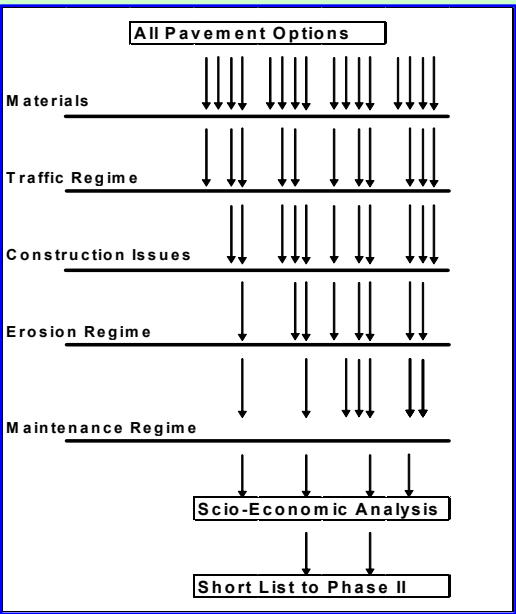 All Pavement Options
Materials
Traffic Regime
Construction Issues
Erosion Regime
Maintenance Regime
Scio-Economic Analysis
Short List to Phase II